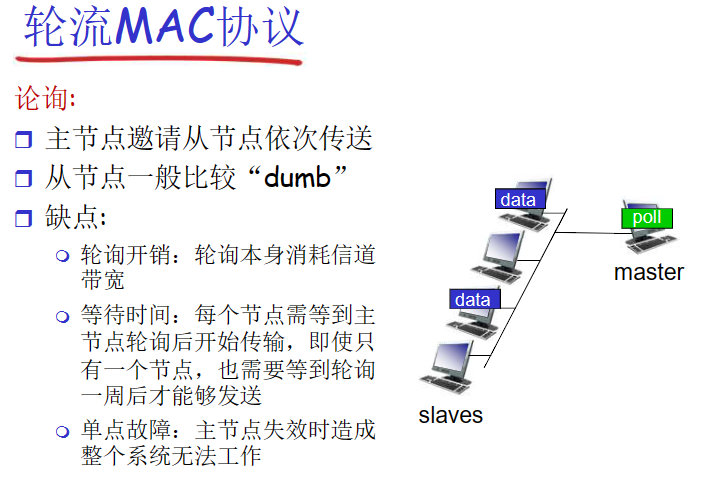 轮流MAC协议
论询:
主节点邀请从节点依次传送
从节点一般比较“dumb”
缺点:
轮询开销：轮询本身消耗信道
带宽
等待时间：每个节点需等到主
节点轮询后开始传输，即使只
有一个节点，也需要等到轮询
一周后才能够发送
单点故障：主节点失效时造成
整个系统无法工作
data
poll
master
data
slaves